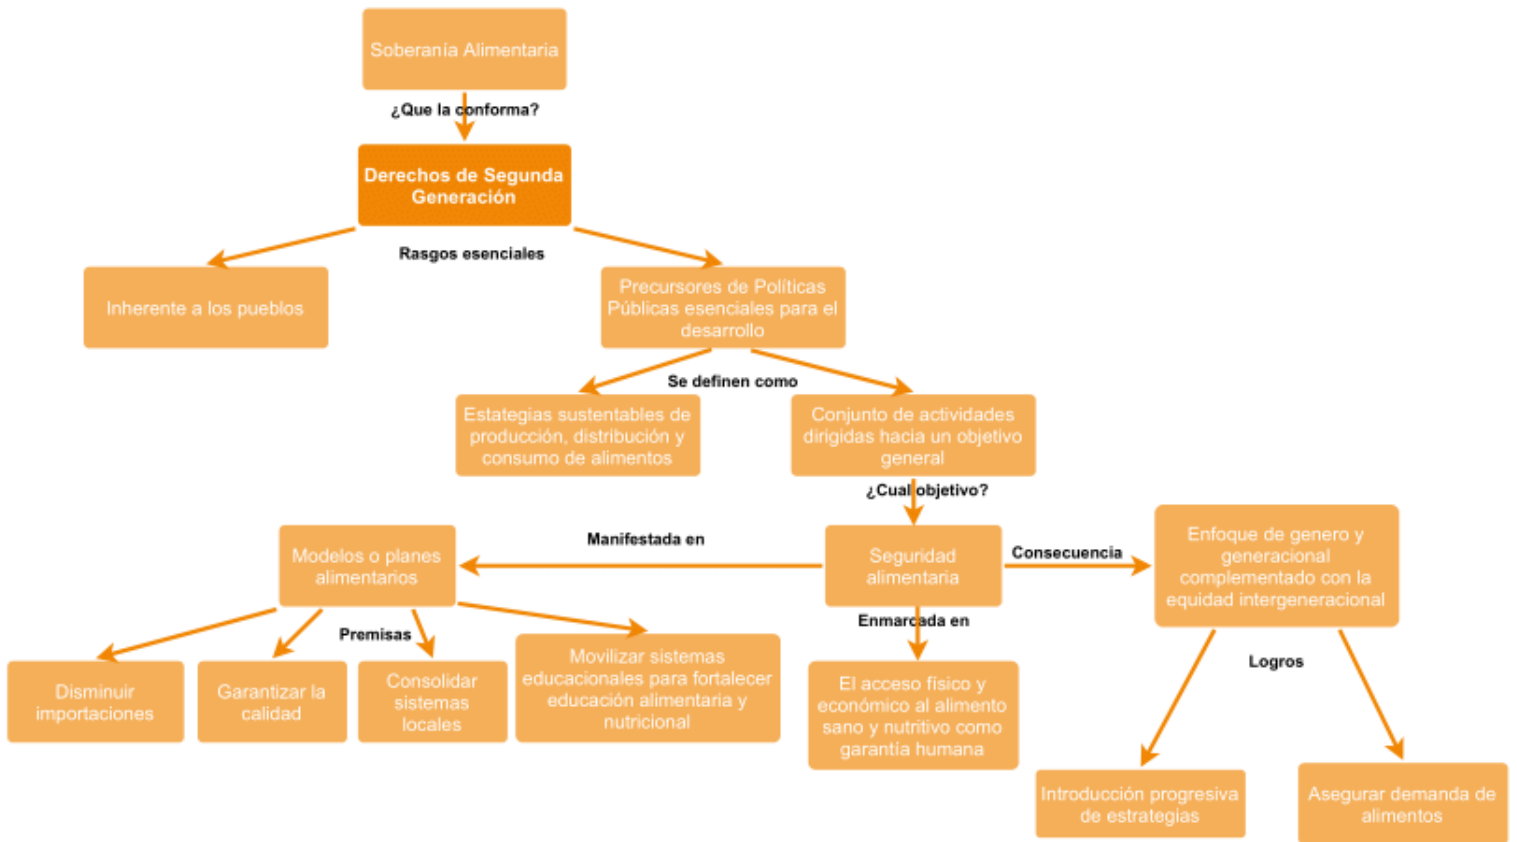 Soberanía Alimentaria
¿Que la conforma?
Derechos de Segunda
Generación
Rasgos esenciales
Inherente a los pueblos
Precursores de Políticas
Públicas esenciales para el
desarrollo
Se definen como
Estategias sustentables de
producción, distribución y
consumo de alimentos
Conjunto de actividades
dirigidas hacia un objetivo
general
¿Cual objetivo?
Modelos o planes
alimentarios
Manifestada en
Seguridad
alimentaria
Consecuencia
Enfoque de genero y
generacional
complementado con la
equidad intergeneracional
Premisas
Enmarcada en
Logros
Disminuir
importaciones
Garantizar la
calidad
Consolidar
sistemas
locales
Movilizar sistemas
educacionales para fortalecer
educación alimentaria y
nutricional
El acceso físico y
económico al alimento
sano y nutritivo como
garantía humana
Introducción progresiva
de estrategias
Asegurar demanda de
alimentos